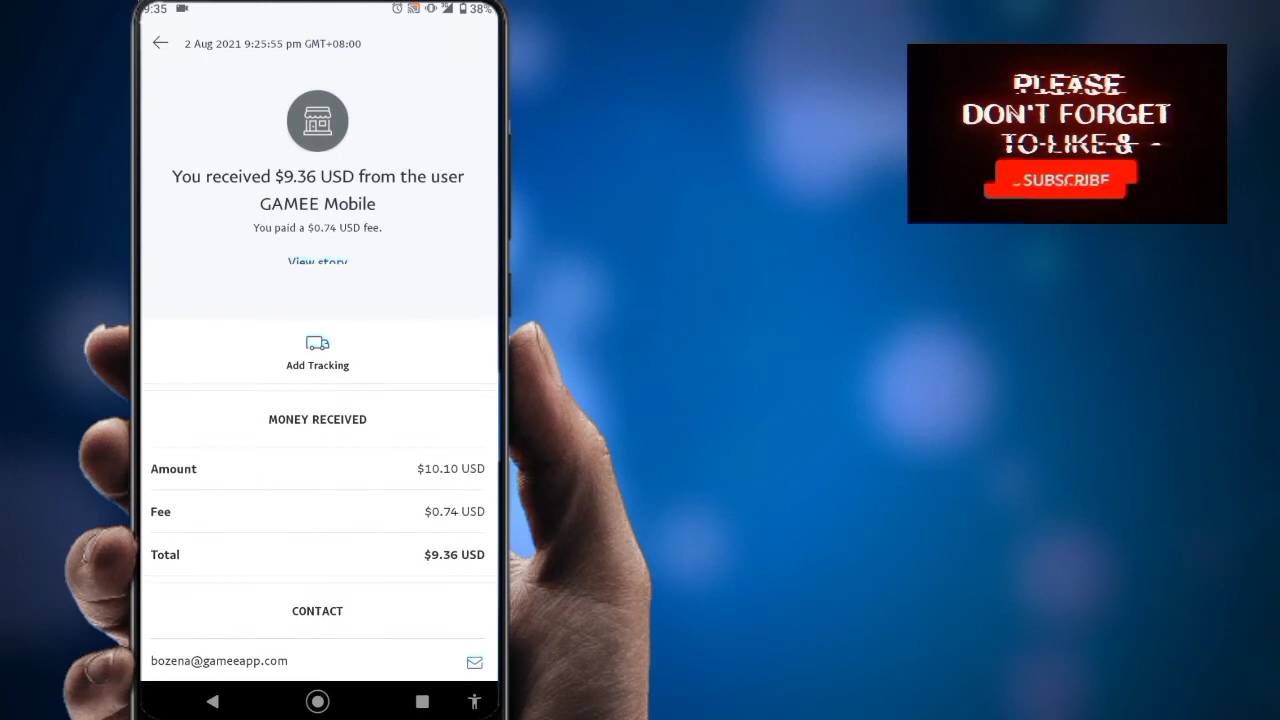 9:35
38%
2 Aug 2021 9:25:55 pm GMT+08:00
You received $9.36 USD from the user
GAMEE Mobile
You paid a $0.74 USD fee.
View story
Add Tracking
MONEY RECEIVED
Amount $10.10 USD
Fee $0.74 USD
Total $9.36 USD
CONTACT
bozena@gameeapp.com
PLEASE
DON'T FORGET
TO LIKE &
SUBSCRIBE